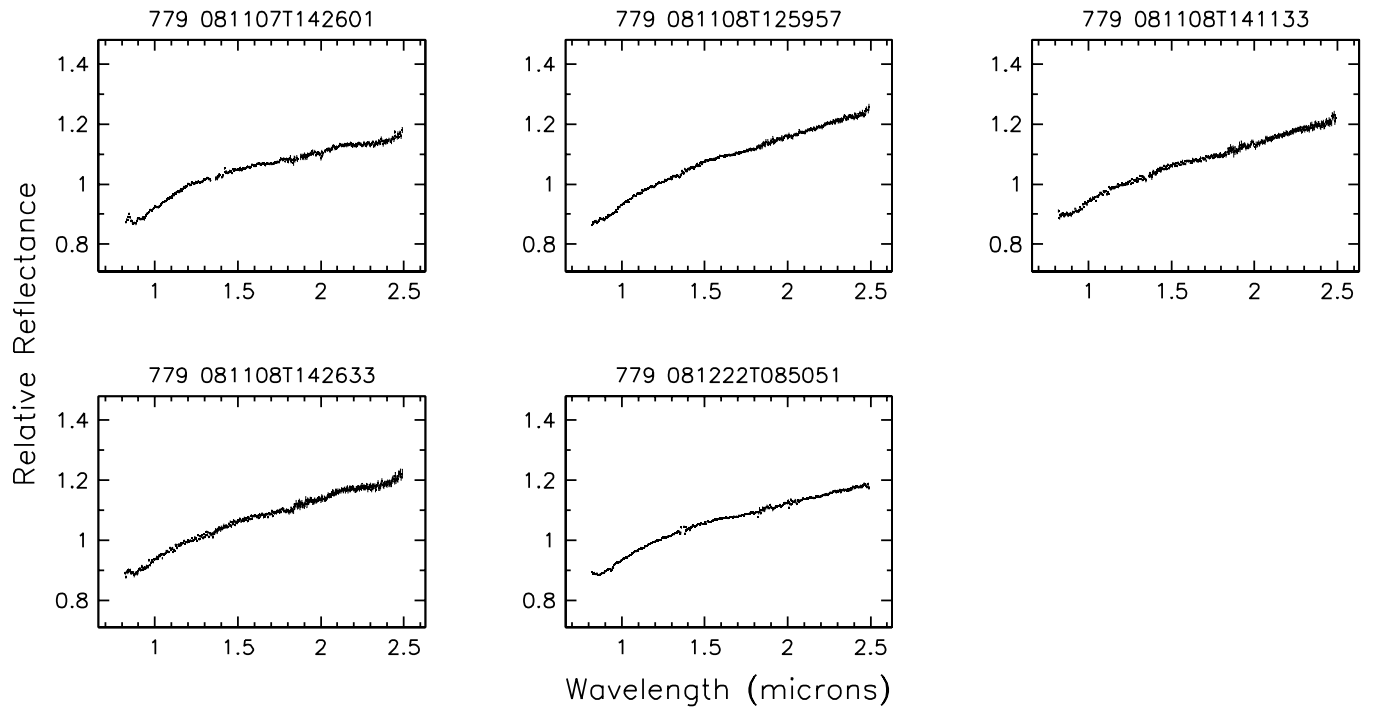 779 081107T142601
779 081108T125957
779 081108T141133
1.4
1.2
1
0.8
1 1.5 2 2.5
1.4
1.2
1
0.8
1 1.5 2 2.5
1.4
1.2
1
0.8
1 1.5 2 2.5
Relative Reflectance
779 081108T142633
779 081222T085051
1.4
1.2
1
0.8
1 1.5 2 2.5
1.4
1.2
1
0.8
1 1.5 2 2.5
Wavelength (microns)